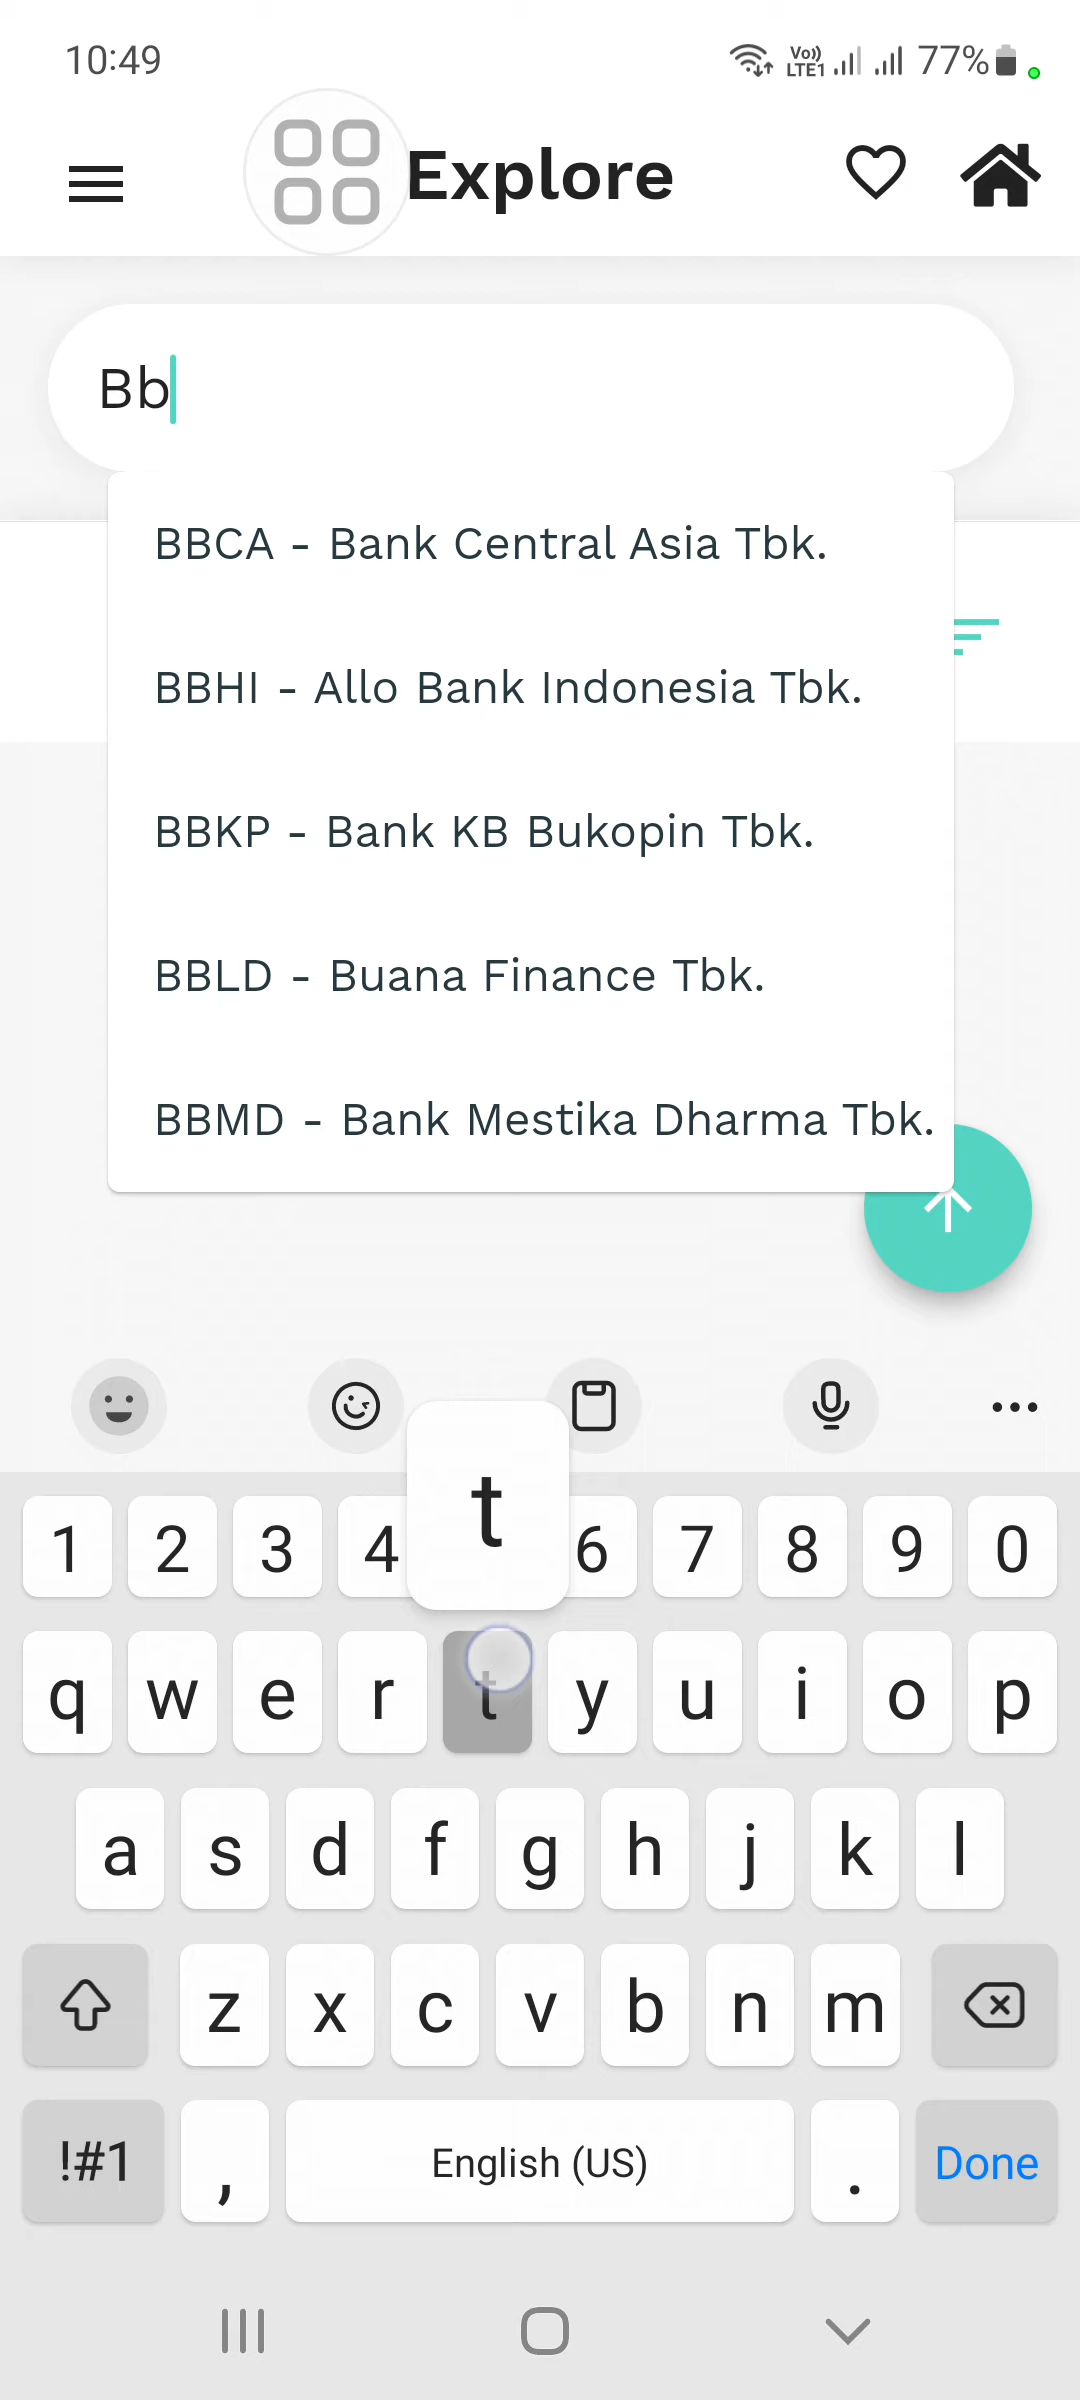 10:49
Vo)) LTE1 77%
Explore
Bb
BBCA - Bank Central Asia Tbk.
BBHI - Allo Bank Indonesia Tbk.
BBKP - Bank KB Bukopin Tbk.
BBLD - Buana Finance Tbk.
BBMD - Bank Mestika Dharma Tbk.
t
1 2 3 4 6 7 8 9 0
q w e r t y u i o p
a s d f g h j k l
z x c v b n m
!#1 , English (US) . Done